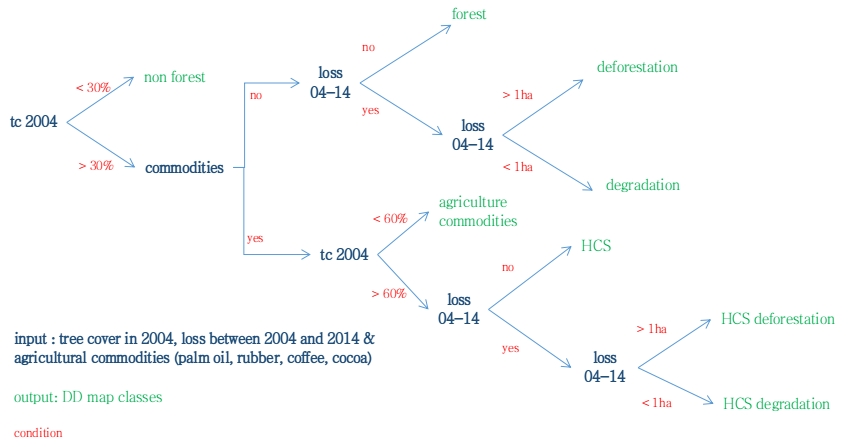 forest
no
loss
04–14
deforestation
non forest
< 30%
no
> 1ha
yes
tc 2004
loss
04–14
> 30%
commodities
< 1ha
degradation
agriculture
commodities
< 60%
yes
tc 2004
HCS
no
> 60%
loss
04–14
HCS deforestation
> 1ha
yes
loss
04–14
< 1ha
HCS degradation
input : tree cover in 2004, loss between 2004 and 2014 &
agricultural commodities (palm oil, rubber, coffee, cocoa)
output: DD map classes
condition